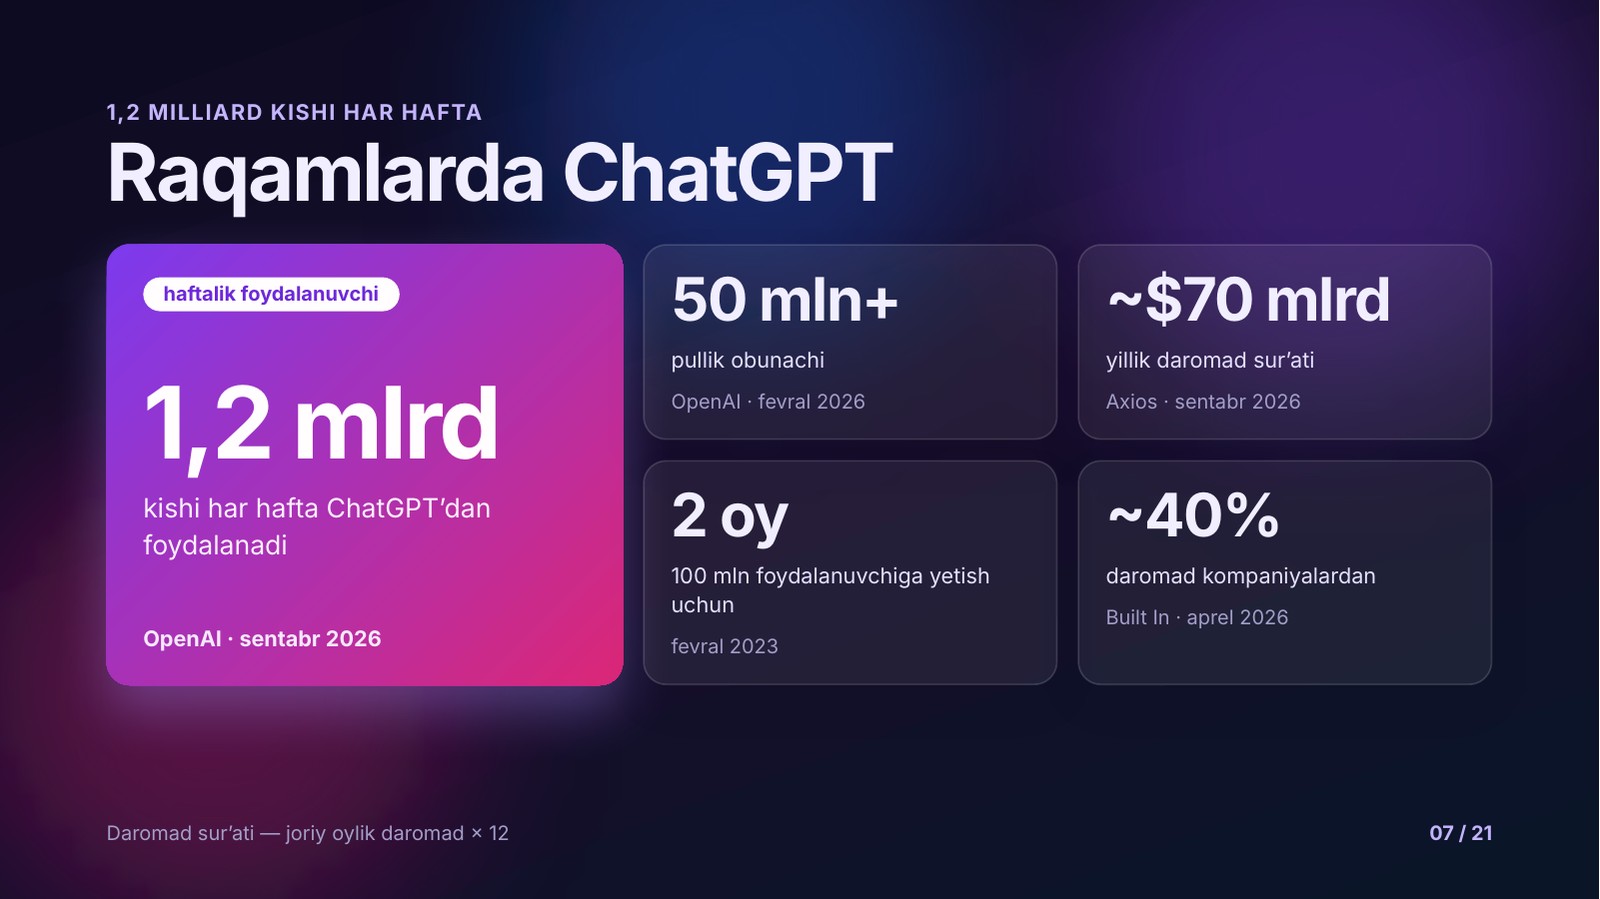 1,2 MILLIARD KISHI HAR HAFTA
Raqamlarda ChatGPT
haftalik foydalanuvchi
1,2 mlrd
kishi har hafta ChatGPT’dan
foydalanadi
OpenAI · sentabr 2026
50 mln+
pullik obunachi
OpenAI · fevral 2026
~$70 mlrd
yillik daromad sur’ati
Axios · sentabr 2026
2 oy
100 mln foydalanuvchiga yetish
uchun
fevral 2023
~40%
daromad kompaniyalardan
Built In · aprel 2026
Daromad sur’ati — joriy oylik daromad × 12
07 / 21